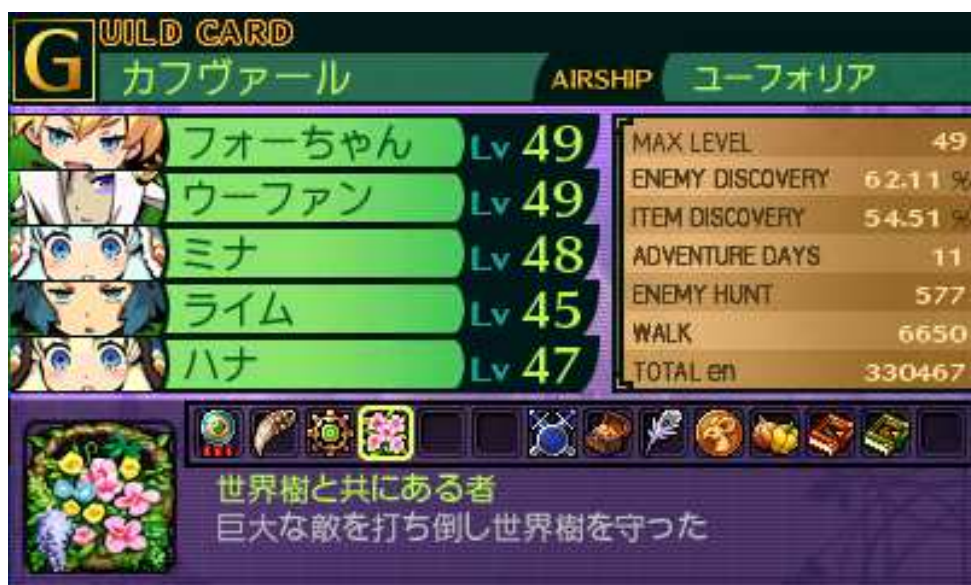 GUILD CARD
カフヴァール AIRSHIP ユーフォリア
フォーちゃん Lv 49
ウーファン Lv 49
ミナ Lv 48
ライム Lv 45
ハナ Lv 47
MAX LEVEL 49
ENEMY DISCOVERY 62.11 %
ITEM DISCOVERY 54.51 %
ADVENTURE DAYS 11
ENEMY HUNT 577
WALK 6650
TOTAL en 330467
世界樹と共にある者
巨大な敵を打ち倒し世界樹を守った